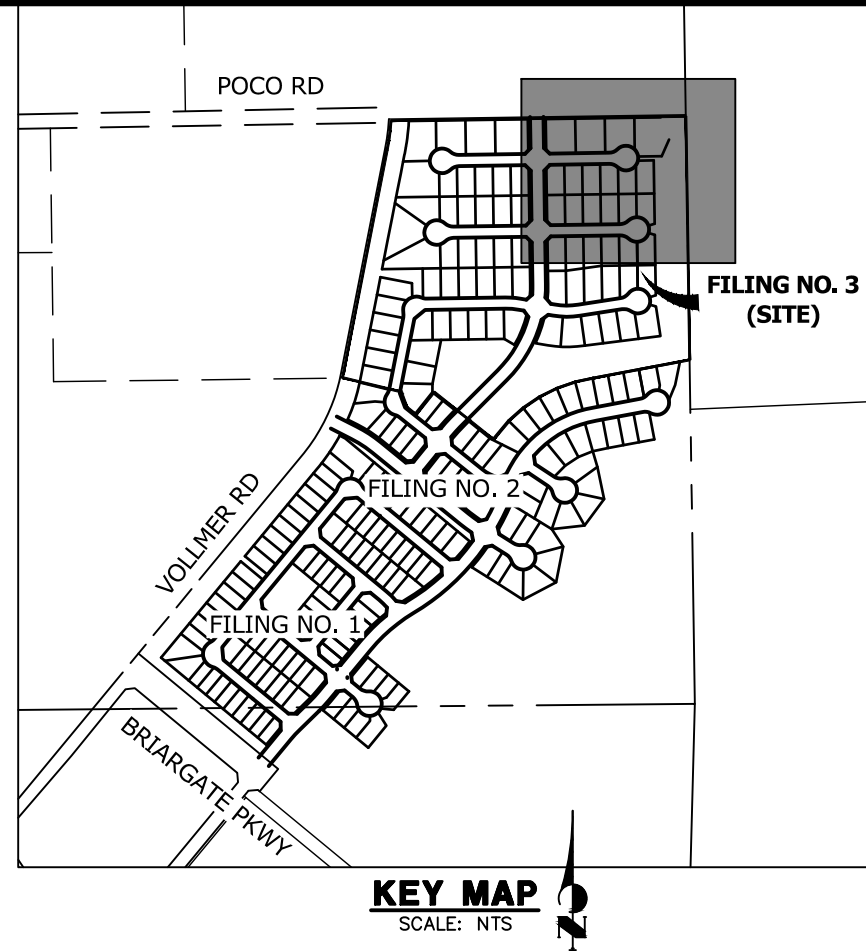 POCO RD
FILING NO. 3
(SITE)
VOLLMER RD
FILING NO. 2
FILING NO. 1
BRIARGATE PKWY
KEY MAP
SCALE: NTS
N